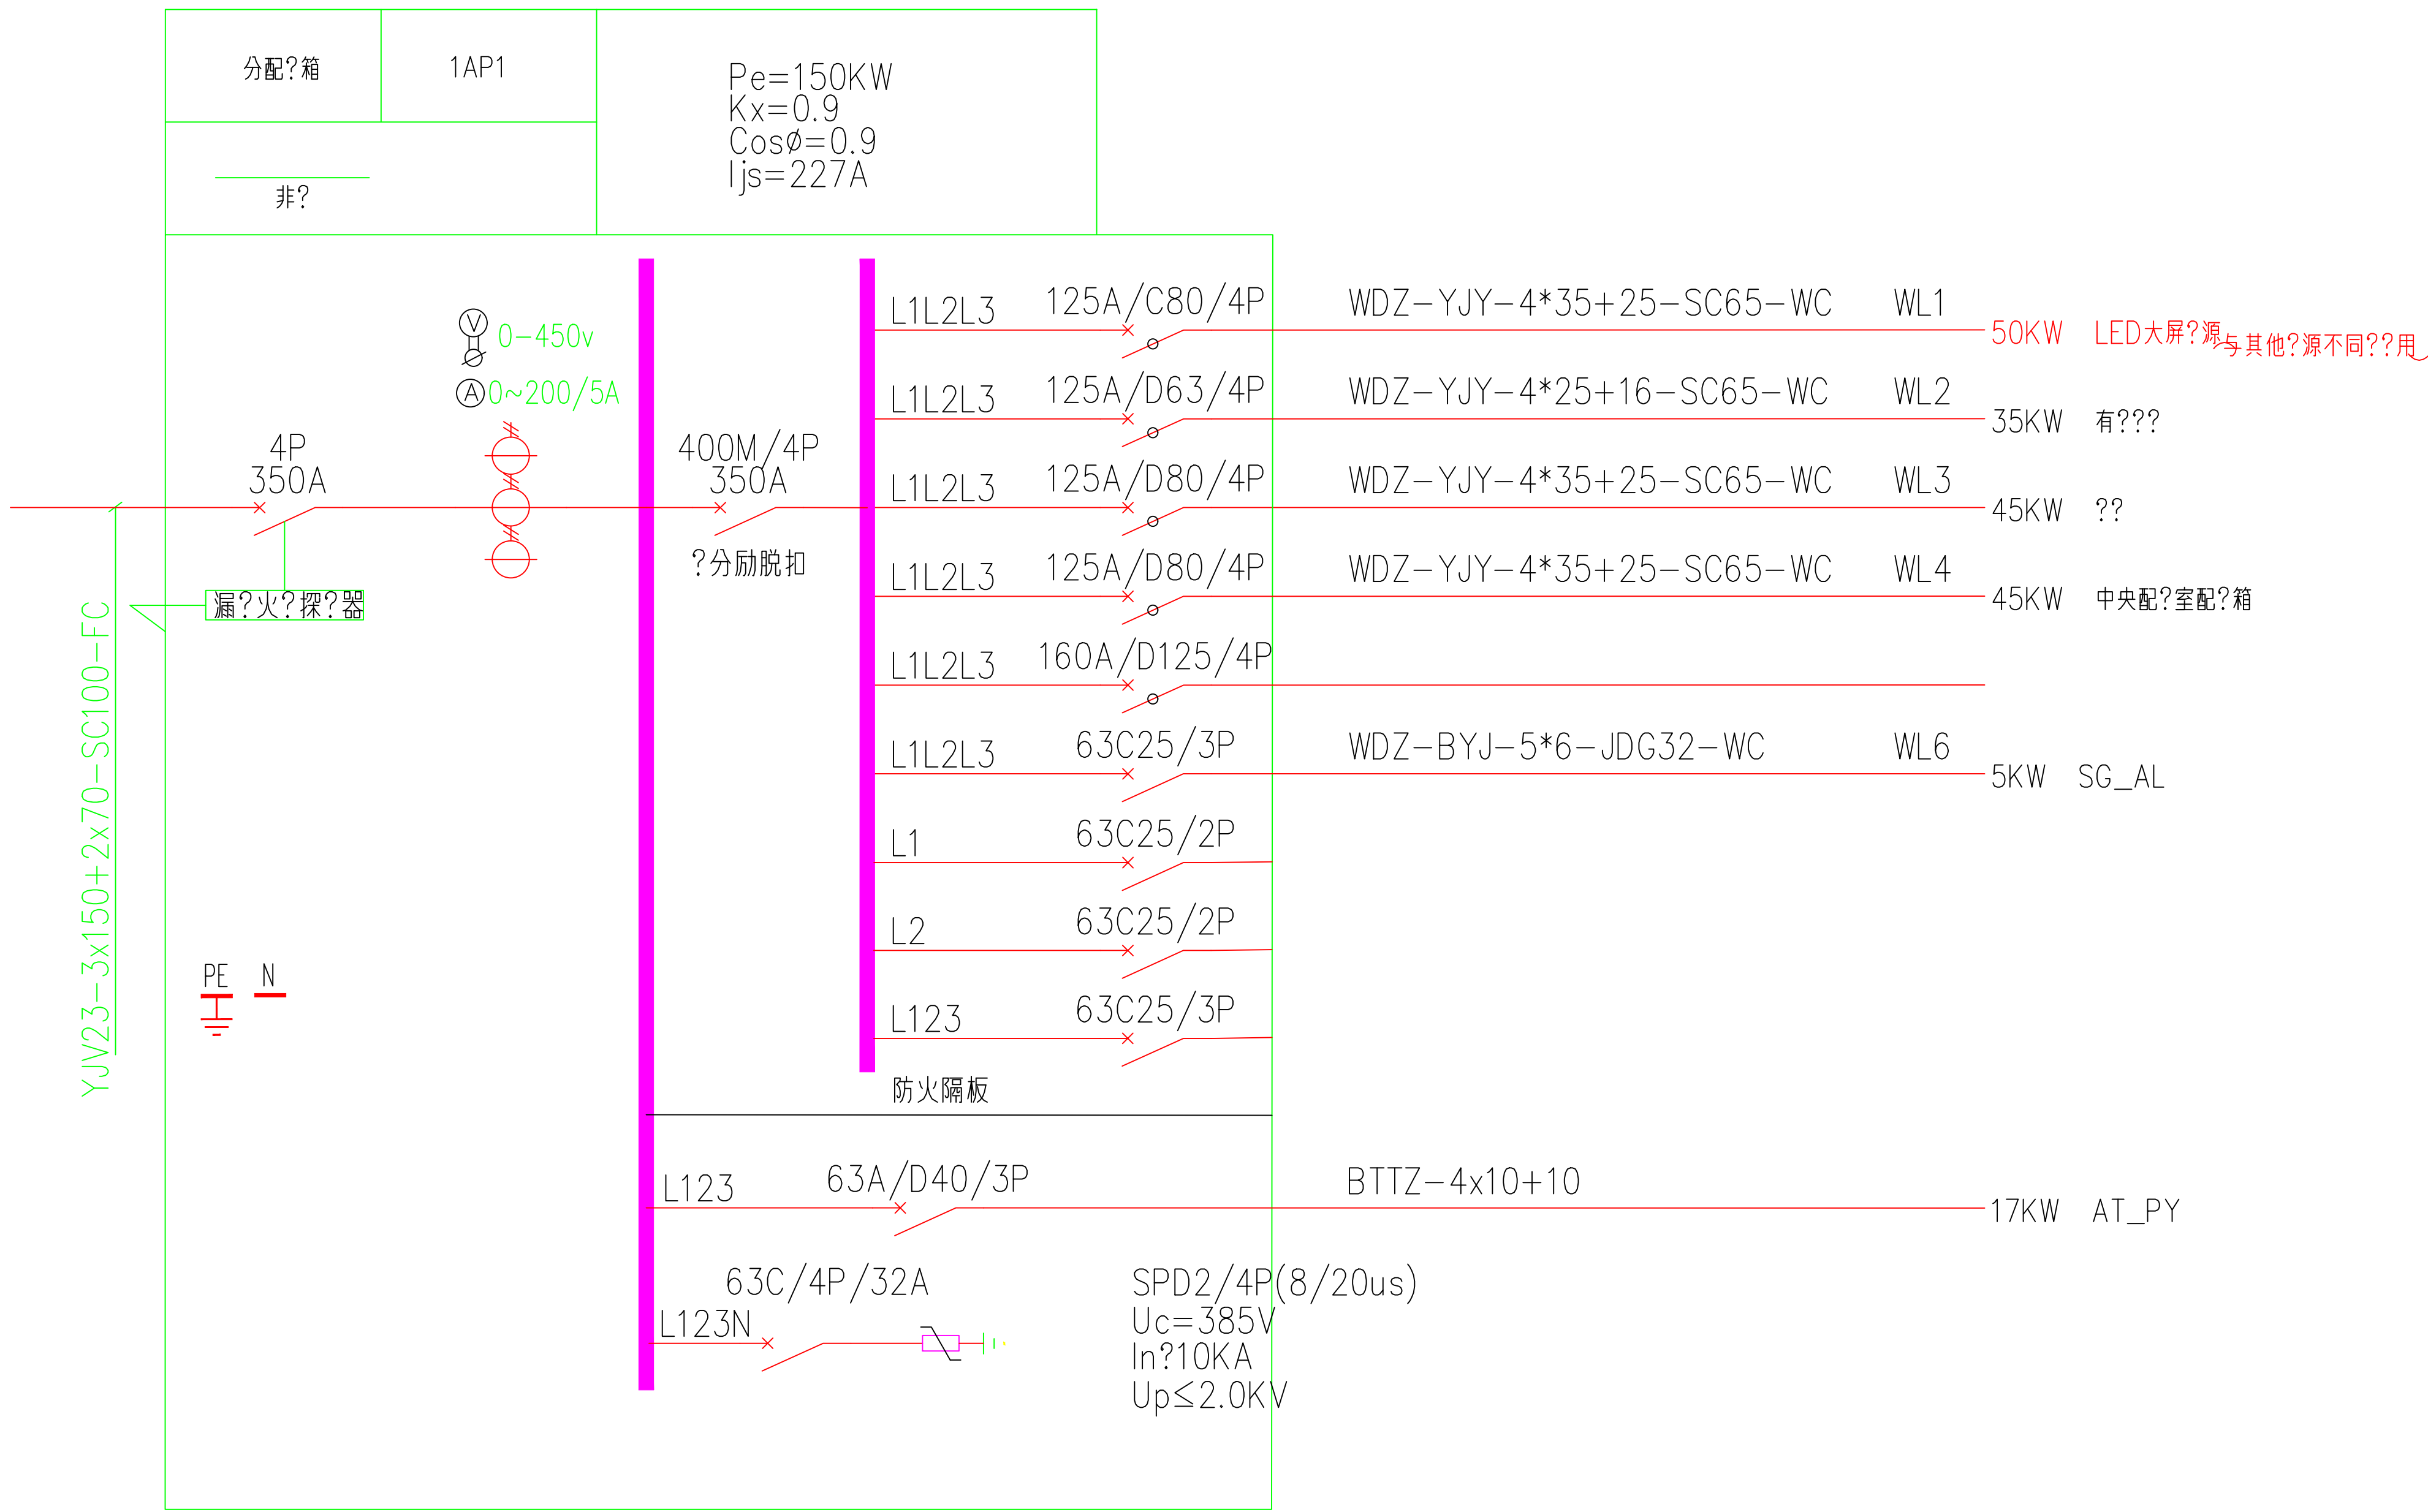 分配?箱
1AP1
非?
Pe=150KW
Kx=0.9
Cosø=0.9
Ijs=227A
V
0-450v
A
0~200/5A
4P
350A
漏?火?探?器
YJV23-3x150+2x70-SC100-FC
400M/4P
350A
?分励脱扣
L1L2L3 125A/C80/4P WDZ-YJY-4*35+25-SC65-WC WL1 50KW LED大屏?源 与其他?源不同??用
L1L2L3 125A/D63/4P WDZ-YJY-4*25+16-SC65-WC WL2 35KW 有???
L1L2L3 125A/D80/4P WDZ-YJY-4*35+25-SC65-WC WL3 45KW ??
L1L2L3 125A/D80/4P WDZ-YJY-4*35+25-SC65-WC WL4 45KW 中央配?室配?箱
L1L2L3 160A/D125/4P
L1L2L3 63C25/3P WDZ-BYJ-5*6-JDG32-WC WL6 5KW SG_AL
L1 63C25/2P
L2 63C25/2P
L123 63C25/3P
PE N
防火隔板
L123 63A/D40/3P BTTZ-4x10+10 17KW AT_PY
63C/4P/32A
L123N
SPD2/4P(8/20us)
Uc=385V
In?10KA
Up≤2.0KV